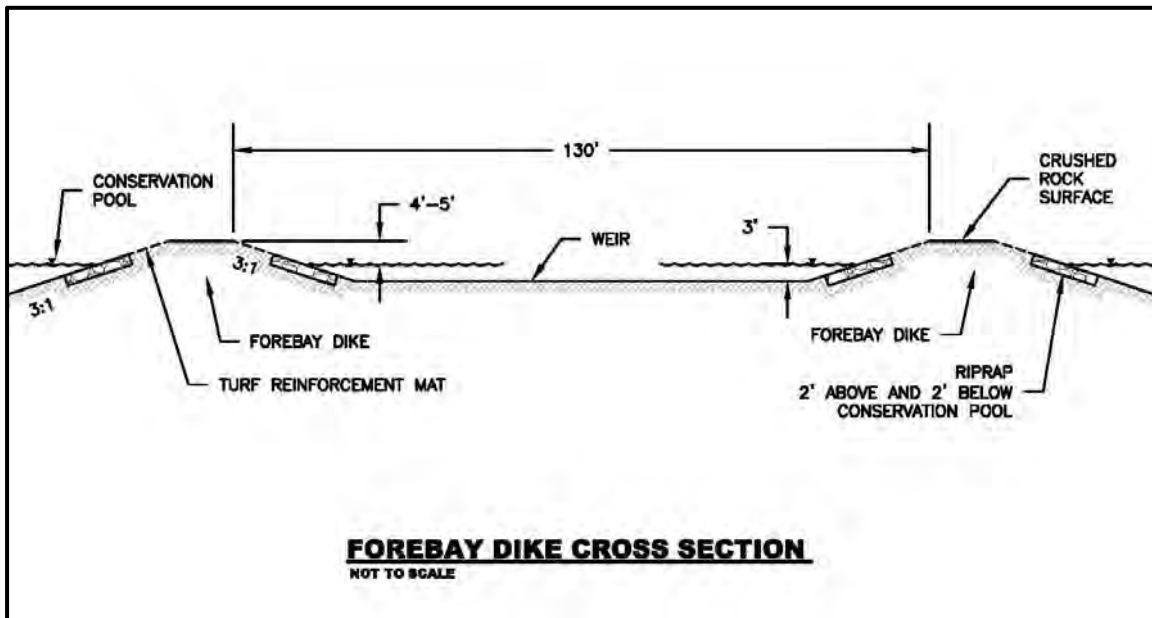 130'
CONSERVATION
POOL
4'-5'
CRUSHED
ROCK
SURFACE
WEIR
3'
3:1
3:1
FOREBAY DIKE
FOREBAY DIKE
TURF REINFORCEMENT MAT
RIPRAP
2' ABOVE AND 2' BELOW
CONSERVATION POOL
FOREBAY DIKE CROSS SECTION
NOT TO SCALE